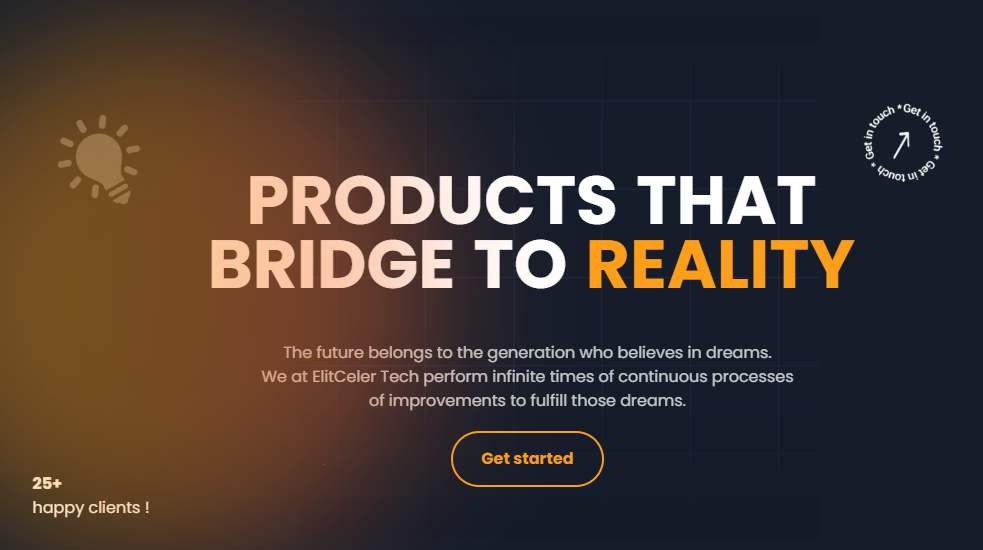 Get in touch * Get in touch * Get in touch *
PRODUCTS THAT
BRIDGE TO REALITY
The future belongs to the generation who believes in dreams.
We at ElitCeler Tech perform infinite times of continuous processes
of improvements to fulfill those dreams.
Get started
25+
happy clients !